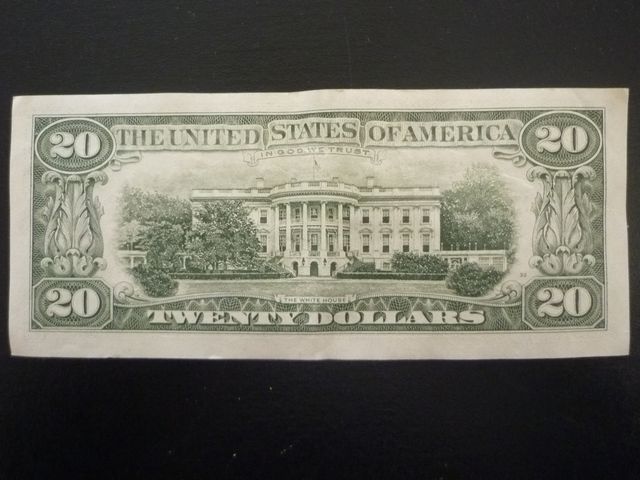 20 THE UNITED STATES OF AMERICA 20
IN GOD WE TRUST
20 THE WHITE HOUSE 20
TWENTY DOLLARS